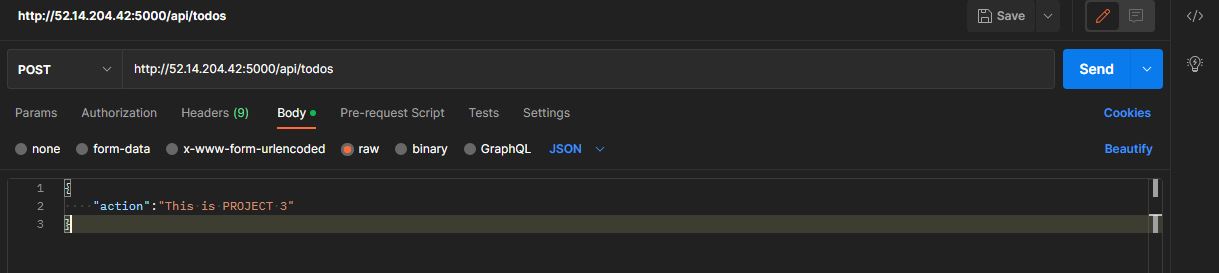 http://52.14.204.42:5000/api/todos Save
POST http://52.14.204.42:5000/api/todos Send
Params Authorization Headers (9) Body Pre-request Script Tests Settings Cookies
none form-data x-www-form-urlencoded raw binary GraphQL JSON Beautify
1 {
2 "action":"This is PROJECT 3"
3 }